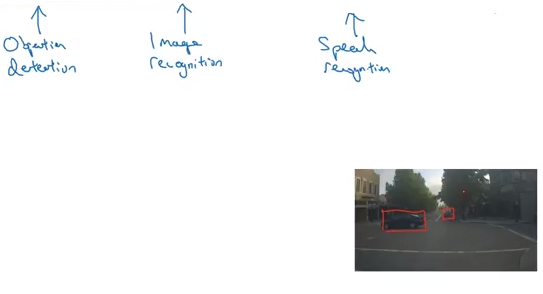 Object
detection
Image
recognition
Speech
recognition